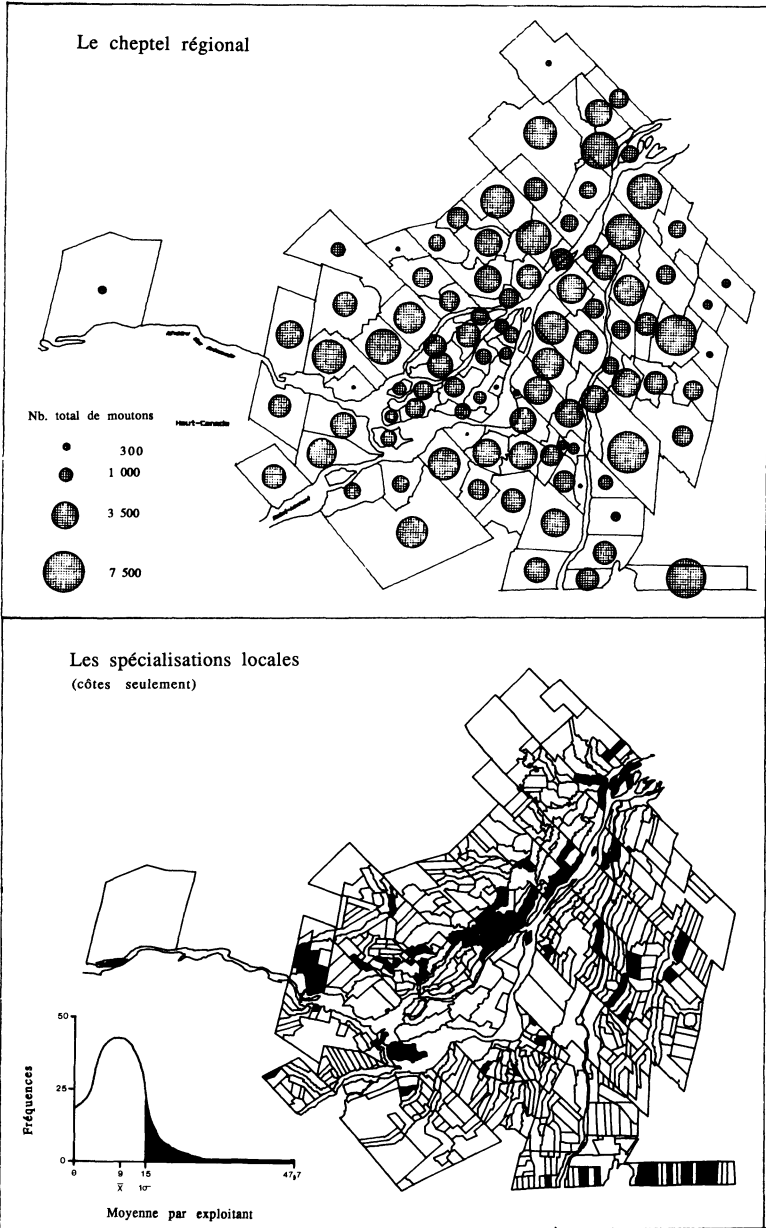 Le cheptel régional
Haut-Canada
Nb. total de moutons
300
1 000
3 500
7 500
Les spécialisations locales
(côtes seulement)
50
25
0
Fréquences
0
9
15
47,7
x̄
1σ
Moyenne par exploitant